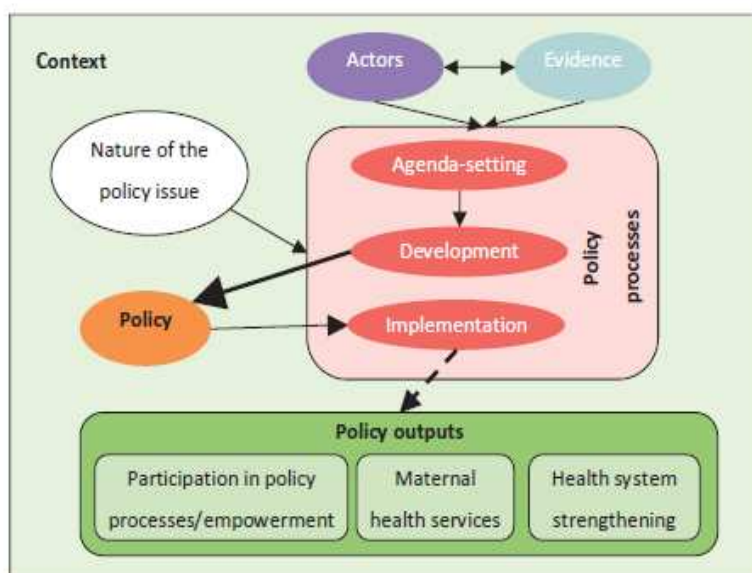 Context
Actors
Evidence
Nature of the
policy issue
Agenda-setting
Development
Policy
processes
Policy
Implementation
Policy outputs
Participation in policy
processes/empowerment
Maternal
health services
Health system
strengthening